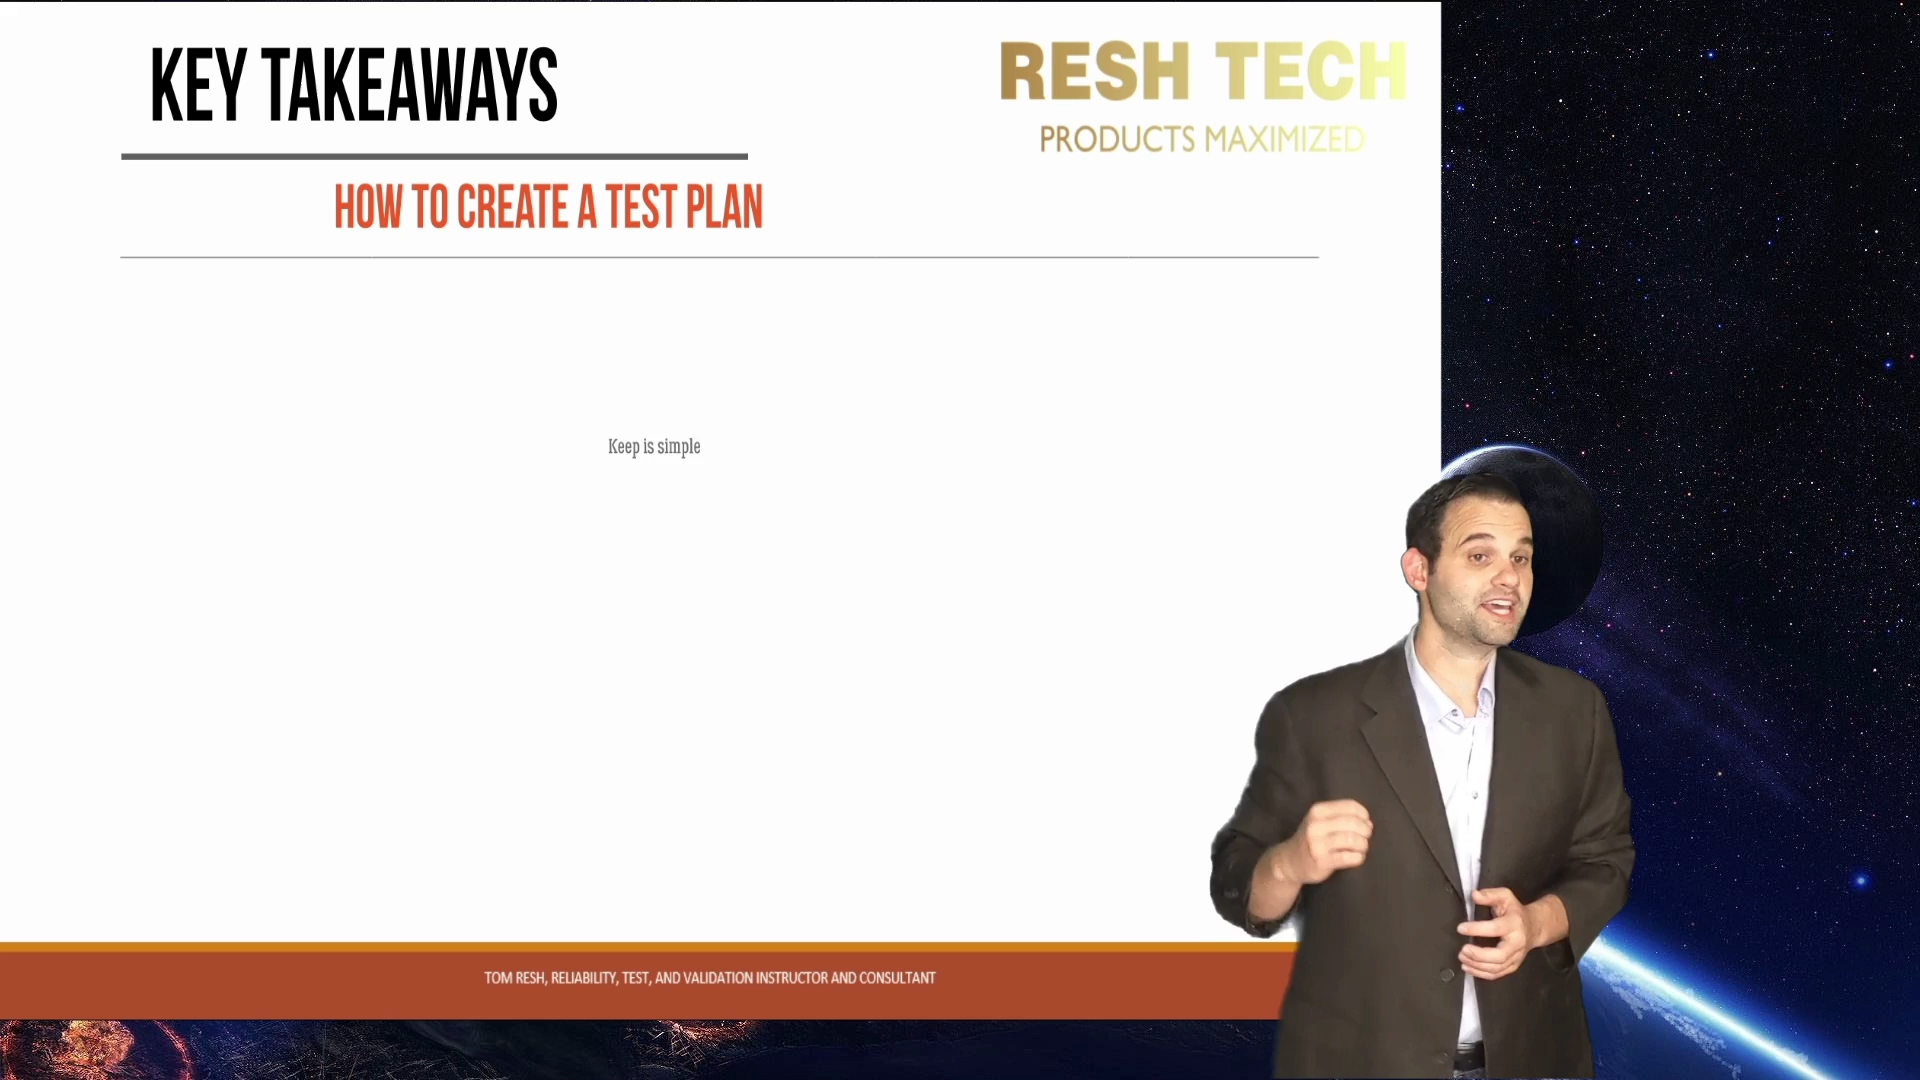 KEY TAKEAWAYS
RESH TECH
PRODUCTS MAXIMIZED
HOW TO CREATE A TEST PLAN
Keep is simple
TOM RESH, RELIABILITY, TEST, AND VALIDATION INSTRUCTOR AND CONSULTANT